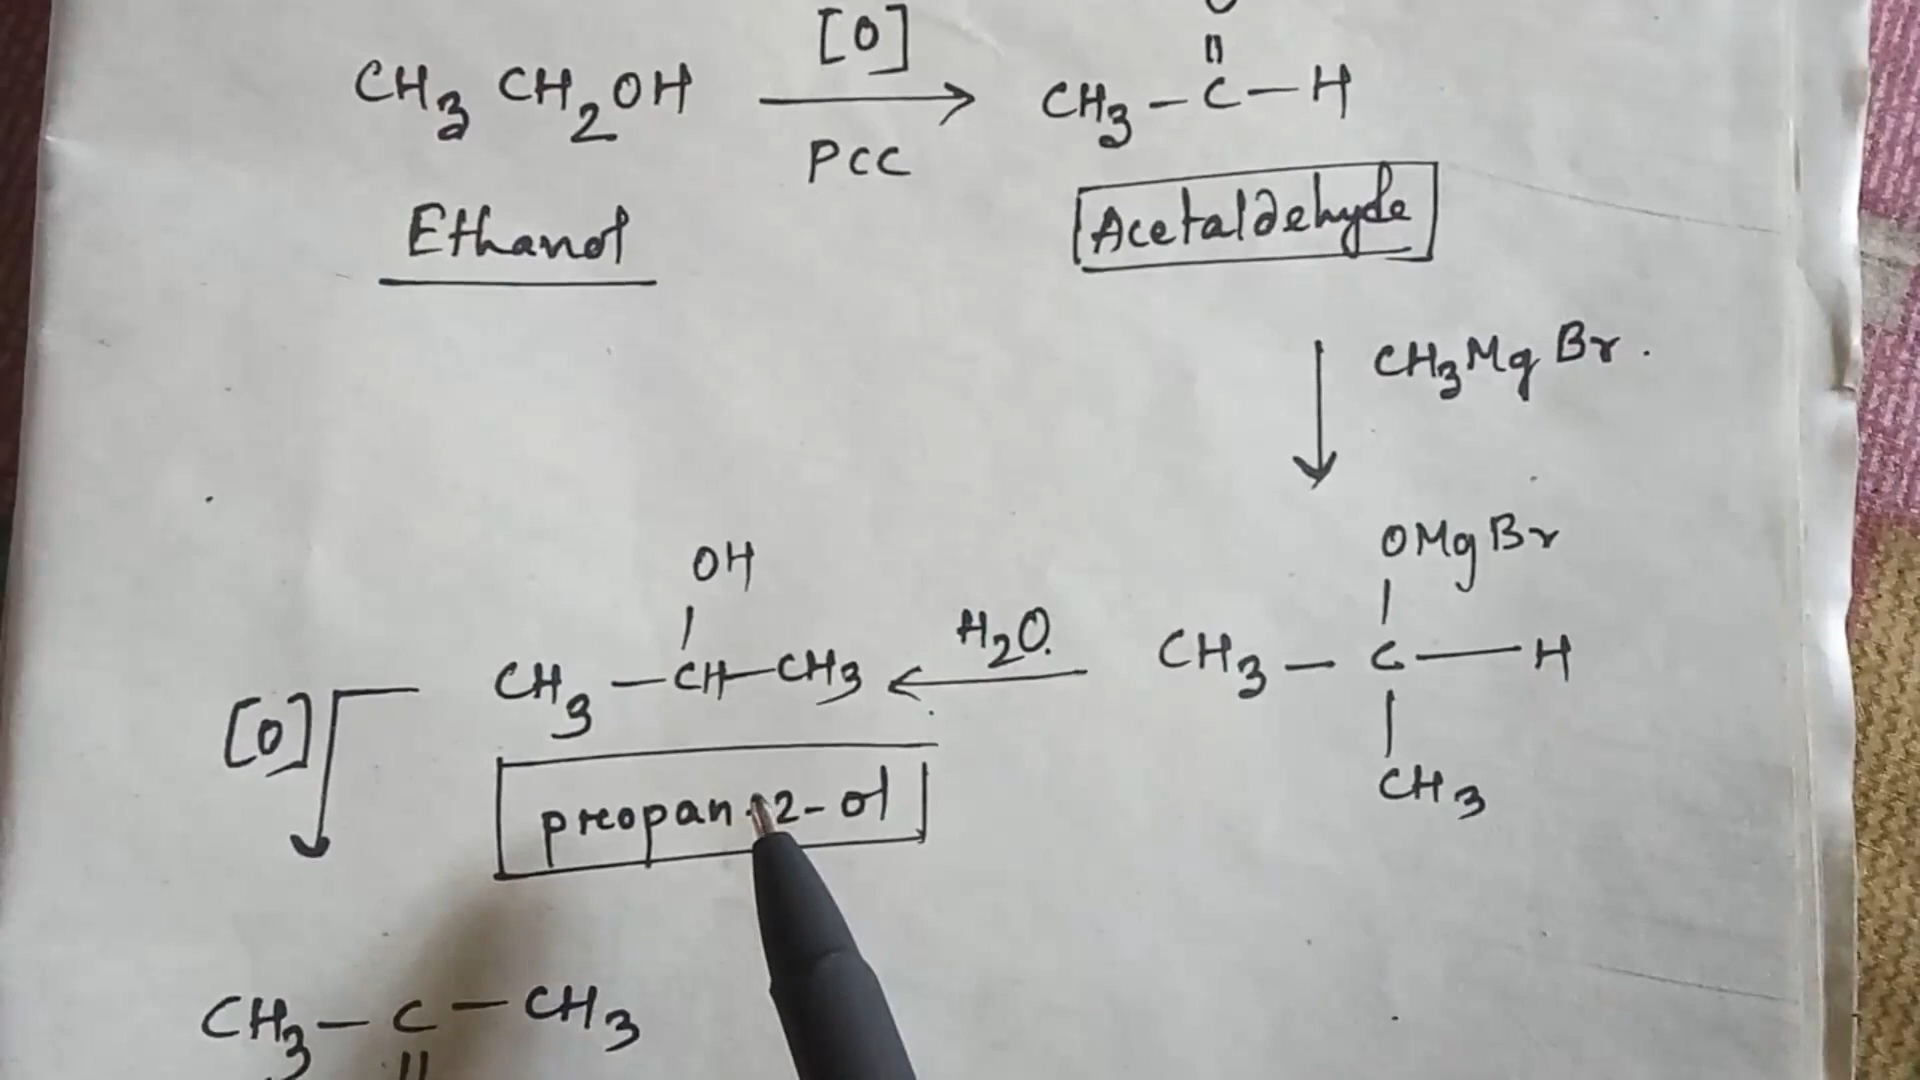 [O]
O
||
CH3 CH2OH → CH3 – C – H
PCC
Ethanol
Acetaldehyde
CH3MgBr.
OMgBr
|
CH3 – C – H
|
CH3
H2O.
OH
|
CH3 – CH – CH3
propan-2-ol
[O]
CH3 – C – CH3
||